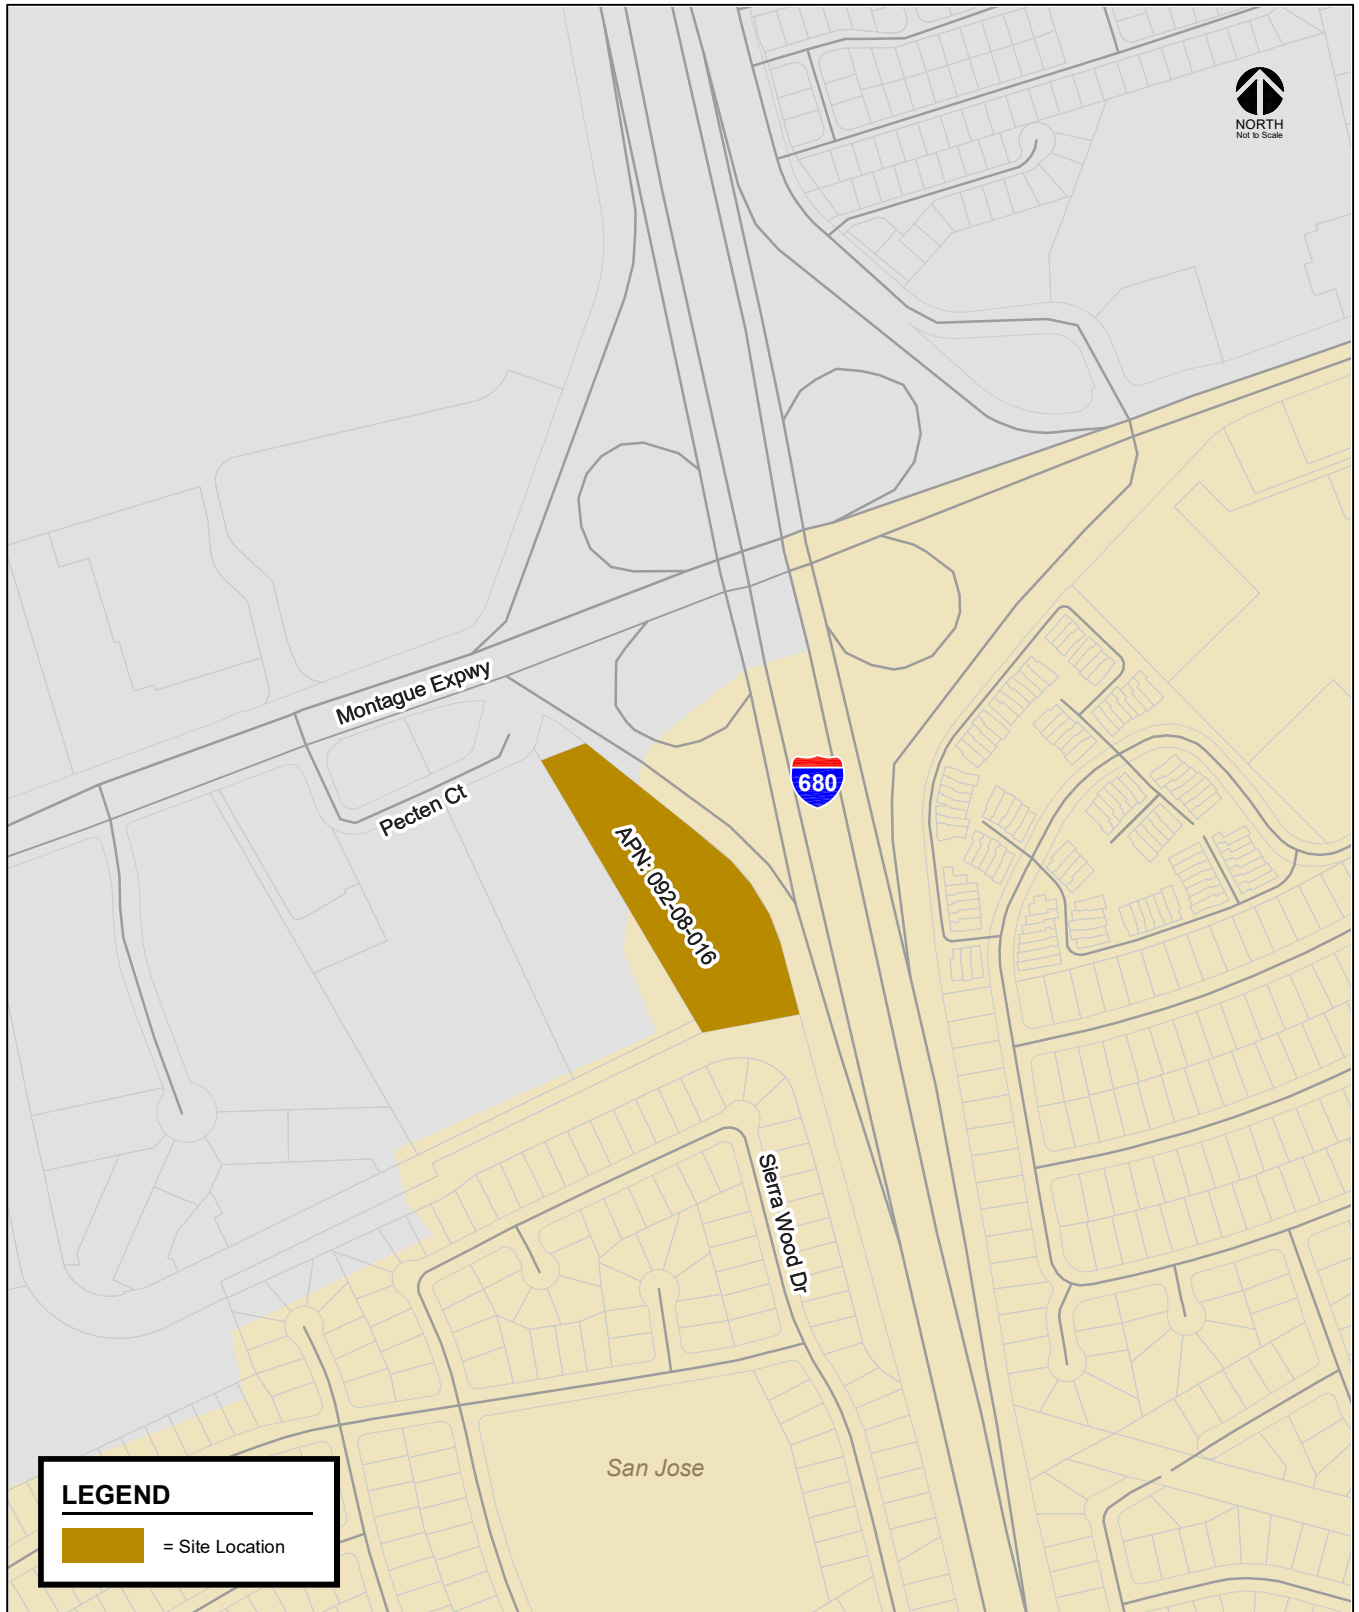 NORTH
Not to Scale
Montague Expwy
Pecten Ct
680
APN: 092-08-016
Sierra Wood Dr
San Jose
LEGEND
= Site Location